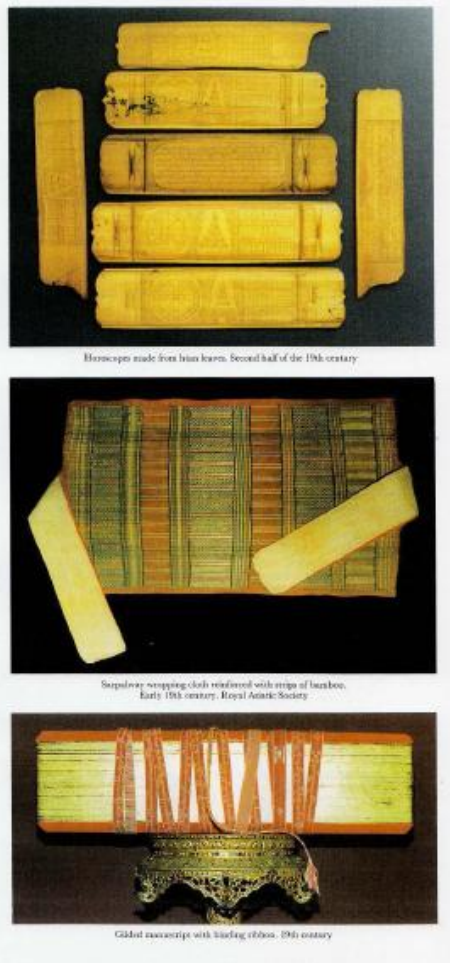 Horoscopes made from leaves. Second half of the 19th century
Sarpalway wrapping cloth reinforced with strips of bamboo.
Early 19th century. Royal Asiatic Society
Gilded manuscript with binding ribbon. 19th century